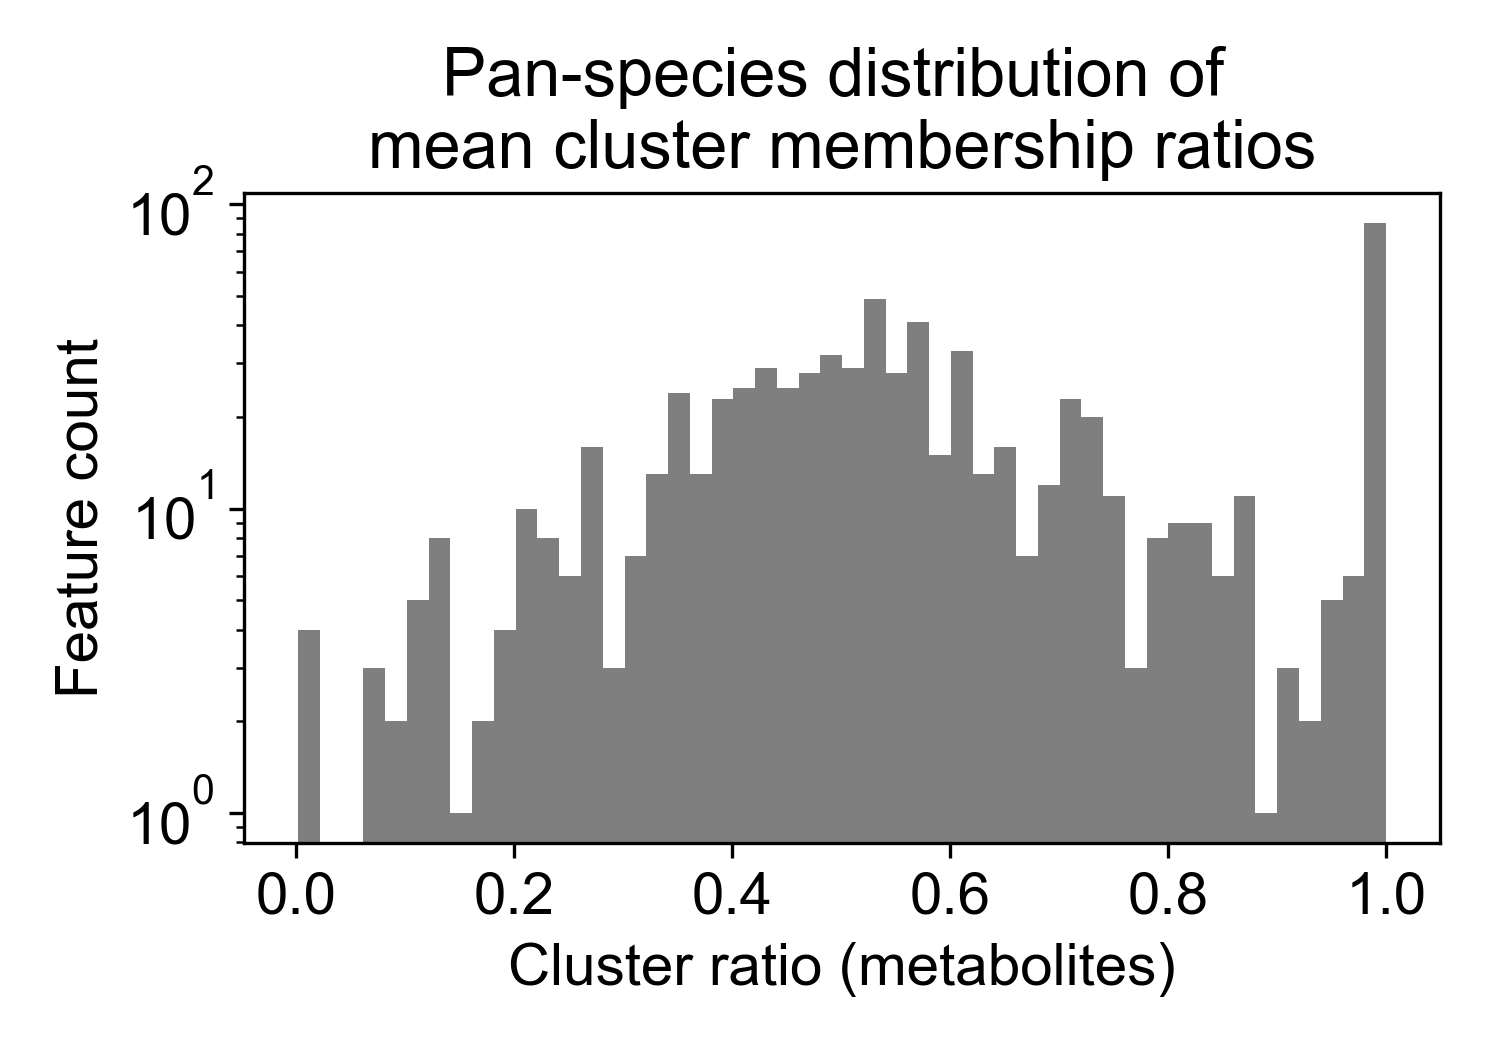 Pan-species distribution of
mean cluster membership ratios
10^2
10^1
10^0
Feature count
0.0 0.2 0.4 0.6 0.8 1.0
Cluster ratio (metabolites)